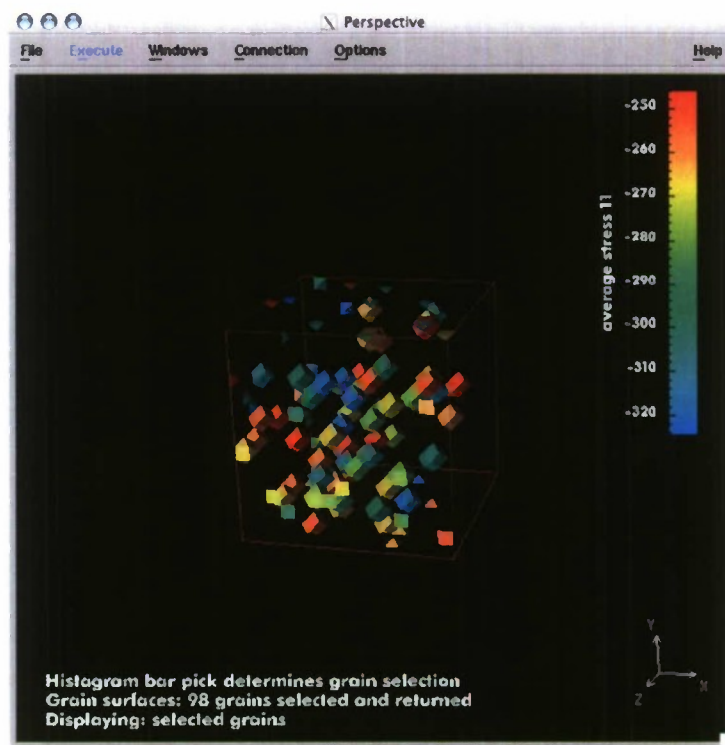 Perspective
File Execute Windows Connection Options Help
-250
-260
-270
-280
-290
-300
-310
-320
average stress 11
Y
X
Z
Histogram bar pick determines grain selection
Grain surfaces: 98 grains selected and returned
Displaying: selected grains